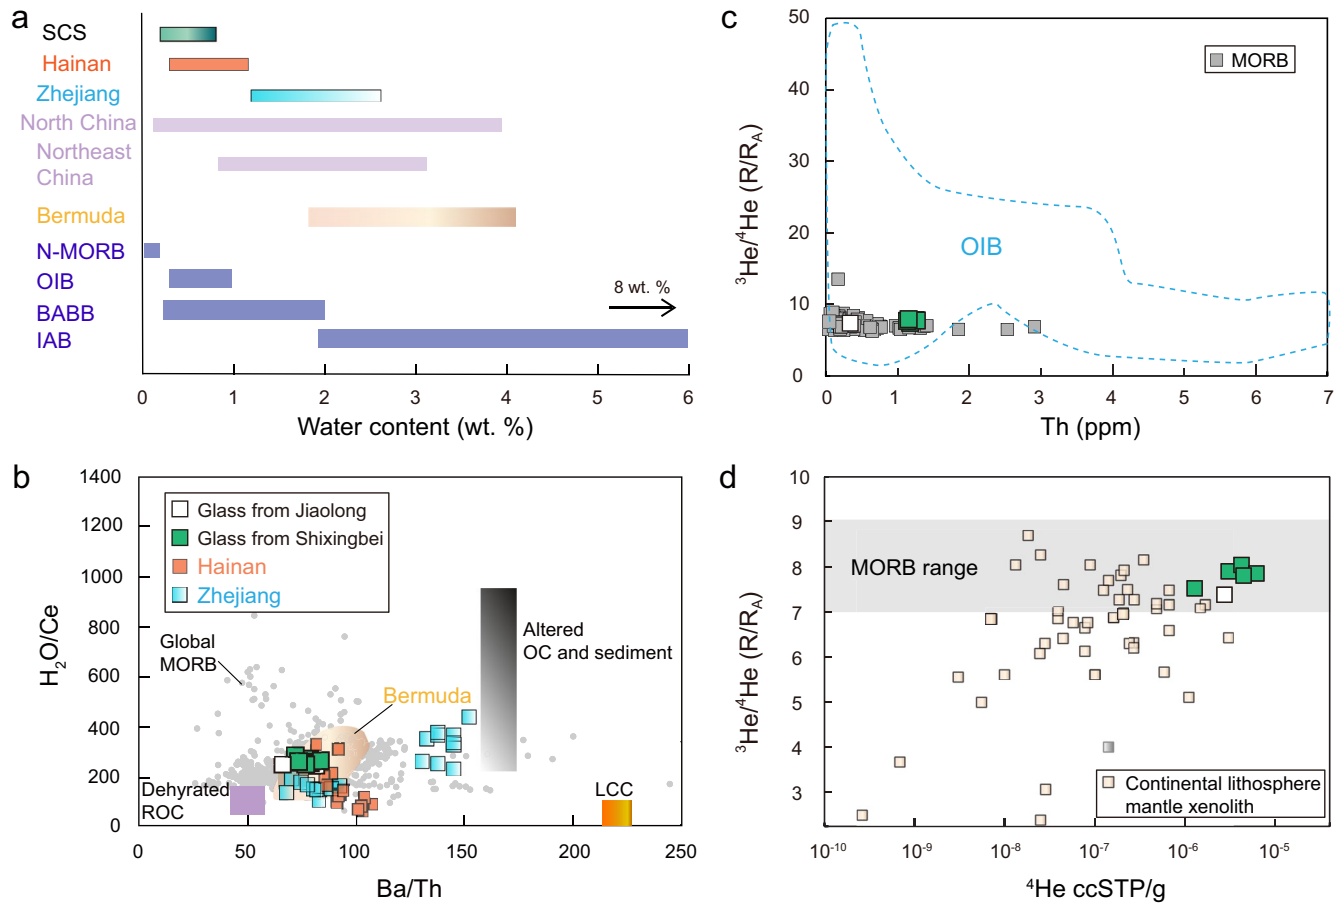 a
SCS
Hainan
Zhejiang
North China
Northeast
China
Bermuda
N-MORB
OIB
BABB
IAB
8 wt. %
0 1 2 3 4 5 6
Water content (wt. %)
c
50
40
30
20
10
0
³He/⁴He (R/R_A)
MORB
OIB
0 1 2 3 4 5 6 7
Th (ppm)
b
1400
1200
1000
800
600
400
200
0
H₂O/Ce
Glass from Jiaolong
Glass from Shixingbei
Hainan
Zhejiang
Global
MORB
Bermuda
Altered
OC and sediment
Dehyrated
ROC
LCC
0 50 100 150 200 250
Ba/Th
d
10
9
8
7
6
5
4
3
³He/⁴He (R/R_A)
MORB range
Continental lithosphere
mantle xenolith
10⁻¹⁰ 10⁻⁹ 10⁻⁸ 10⁻⁷ 10⁻⁶ 10⁻⁵
⁴He ccSTP/g